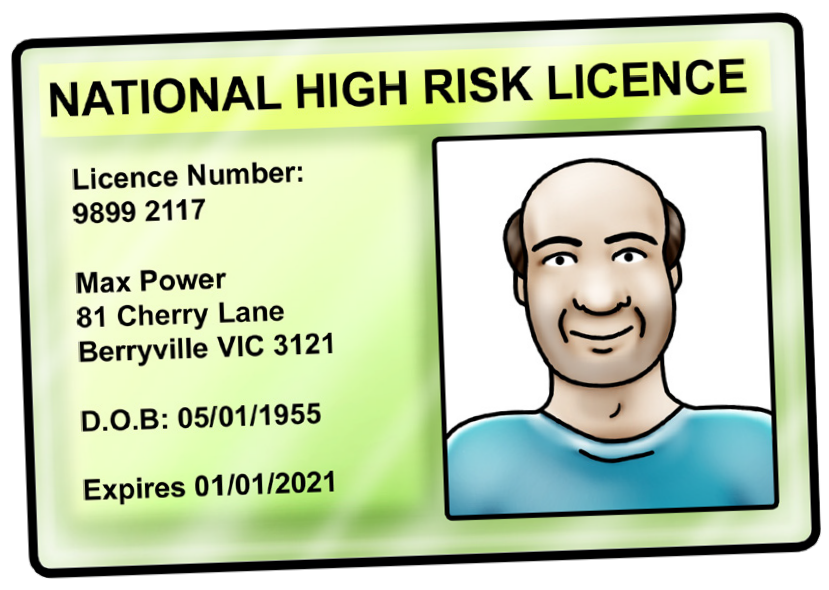 NATIONAL HIGH RISK LICENCE
Licence Number:
9899 2117
Max Power
81 Cherry Lane
Berryville VIC 3121
D.O.B: 05/01/1955
Expires 01/01/2021